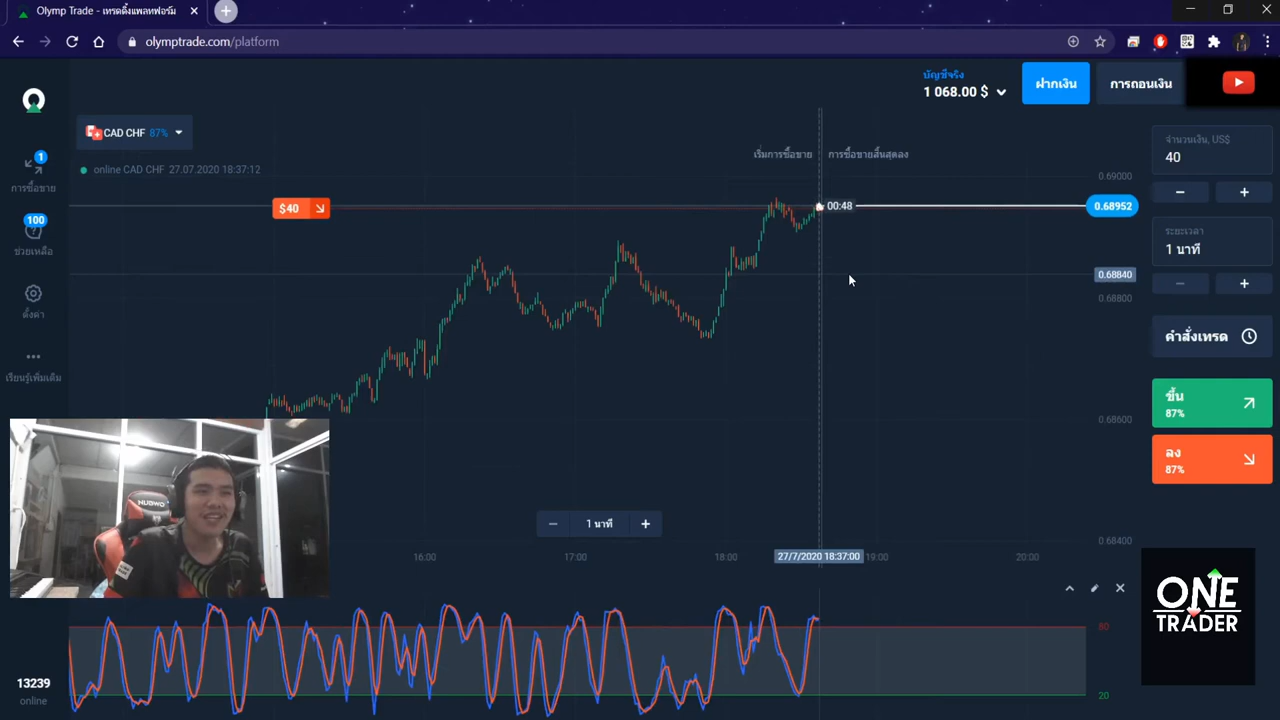 Olymp Trade - เทรดดิ้งแพลทฟอร์ม
olymptrade.com/platform
บัญชีจริง
1 068.00 $
ฝากเงิน
การถอนเงิน
CAD CHF 87%
online CAD CHF 27.07.2020 18:37:12
เริ่มการซื้อขาย
การซื้อขายสิ้นสุดลง
จำนวนเงิน, US$
40
1
การซื้อขาย
100
ช่วยเหลือ
ตั้งค่า
เรียนรู้เพิ่มเติม
$40
00:48
0.69000
0.68952
0.68840
0.68800
0.68600
0.68400
ระยะเวลา
1 นาที
คำสั่งเทรด
ขึ้น
87%
ลง
87%
NUBWO
1 นาที
16:00
17:00
18:00
27/7/2020 18:37:00
19:00
20:00
80
20
ONE
TRADER
13239
online